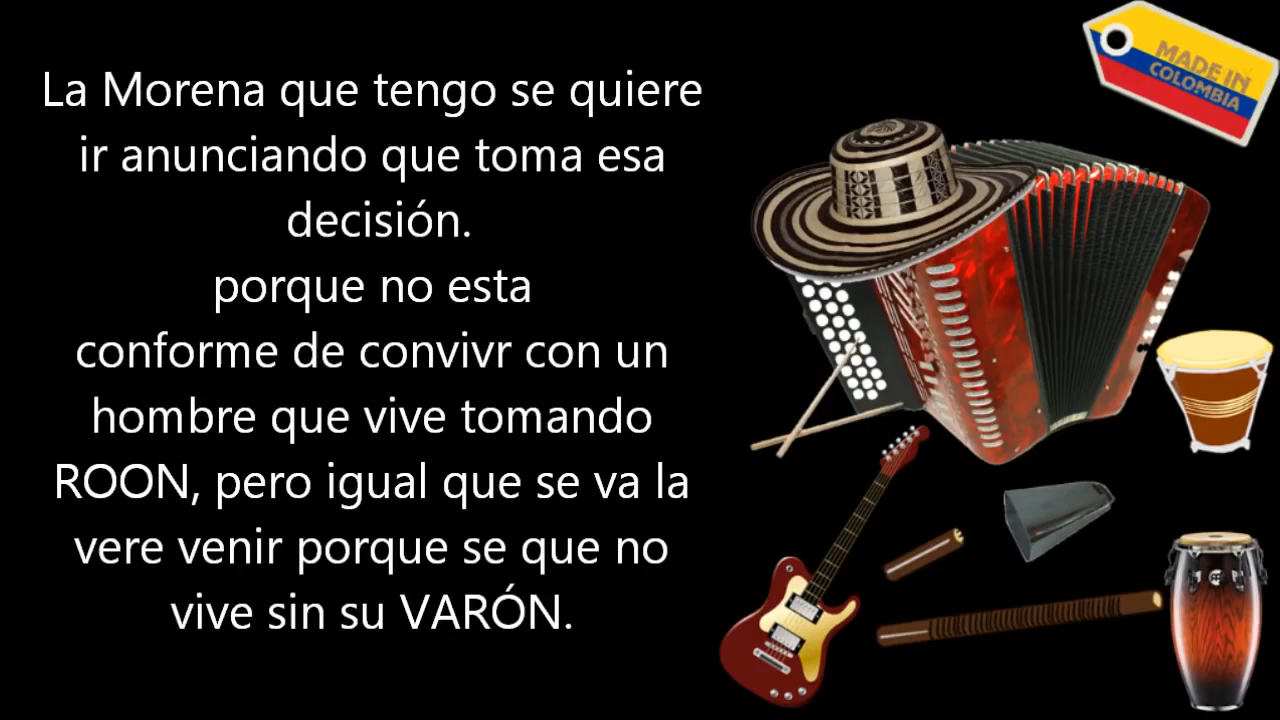 La Morena que tengo se quiere
ir anunciando que toma esa
decisión.
porque no esta
conforme de convivr con un
hombre que vive tomando
ROON, pero igual que se va la
vere venir porque se que no
vive sin su VARÓN.
MADE IN
COLOMBIA